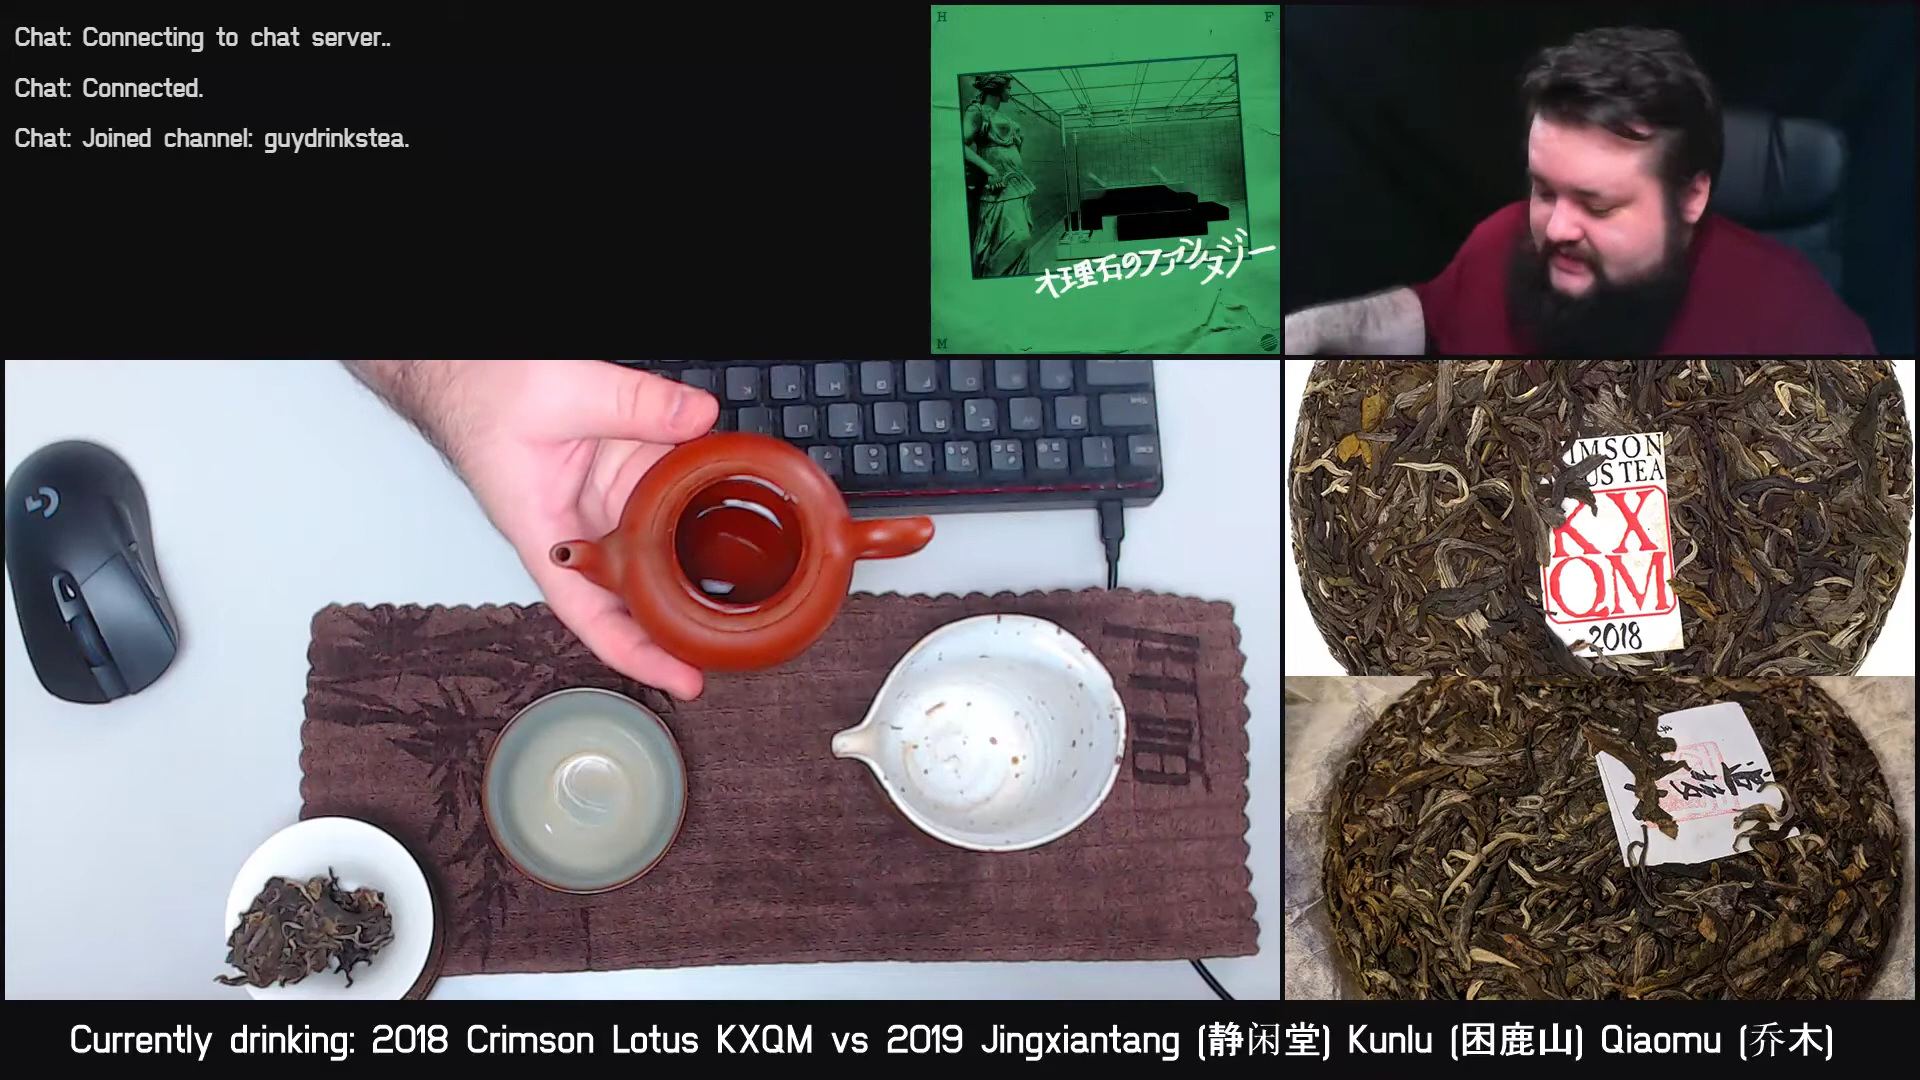 Chat: Connecting to chat server..
Chat: Connected.
Chat: Joined channel: guydrinkstea.
H F
大理石のファンタジー
M
IMSON
US TEA
KX
QM
2018
Currently drinking: 2018 Crimson Lotus KXQM vs 2019 Jingxiantang (静闲堂) Kunlu (困鹿山) Qiaomu (乔木)